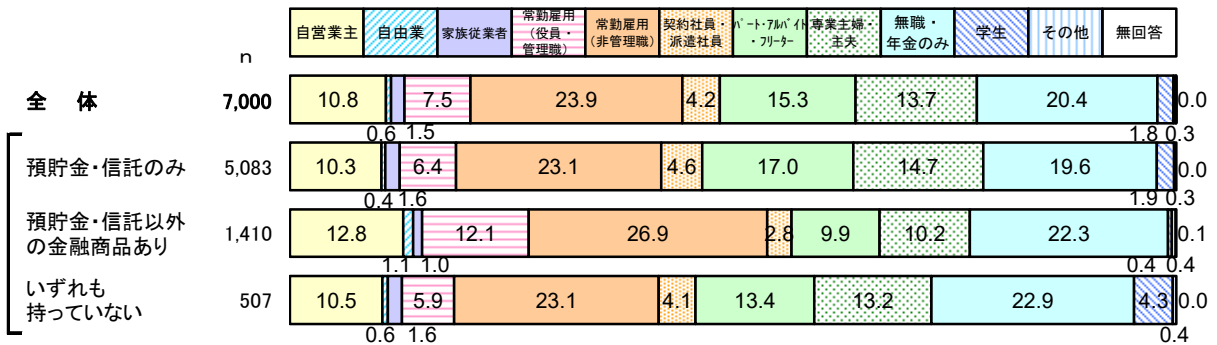 自営業主 自由業 家族従業者 常勤雇用(役員・管理職) 常勤雇用(非管理職) 契約社員・派遣社員 パート・アルバイト・フリーター 専業主婦・主夫 無職・年金のみ 学生 その他 無回答
n
全 体 7,000 10.8 7.5 23.9 4.2 15.3 13.7 20.4 0.0
0.6 1.5 1.8 0.3
預貯金・信託のみ 5,083 10.3 6.4 23.1 4.6 17.0 14.7 19.6 0.0
0.4 1.6 1.9 0.3
預貯金・信託以外
の金融商品あり 1,410 12.8 12.1 26.9 2.8 9.9 10.2 22.3 0.1
1.1 1.0 0.4 0.4
いずれも
持っていない 507 10.5 5.9 23.1 4.1 13.4 13.2 22.9 4.3 0.0
0.6 1.6 0.4